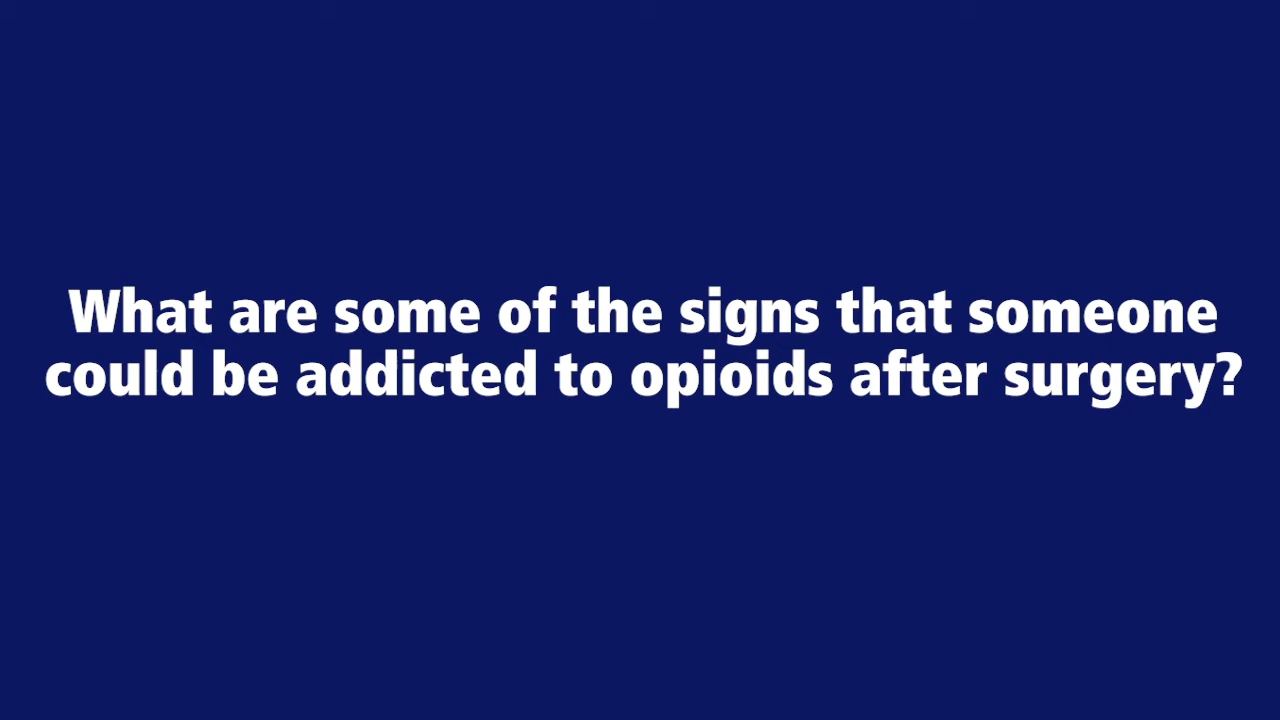 What are some of the signs that someone
could be addicted to opioids after surgery?